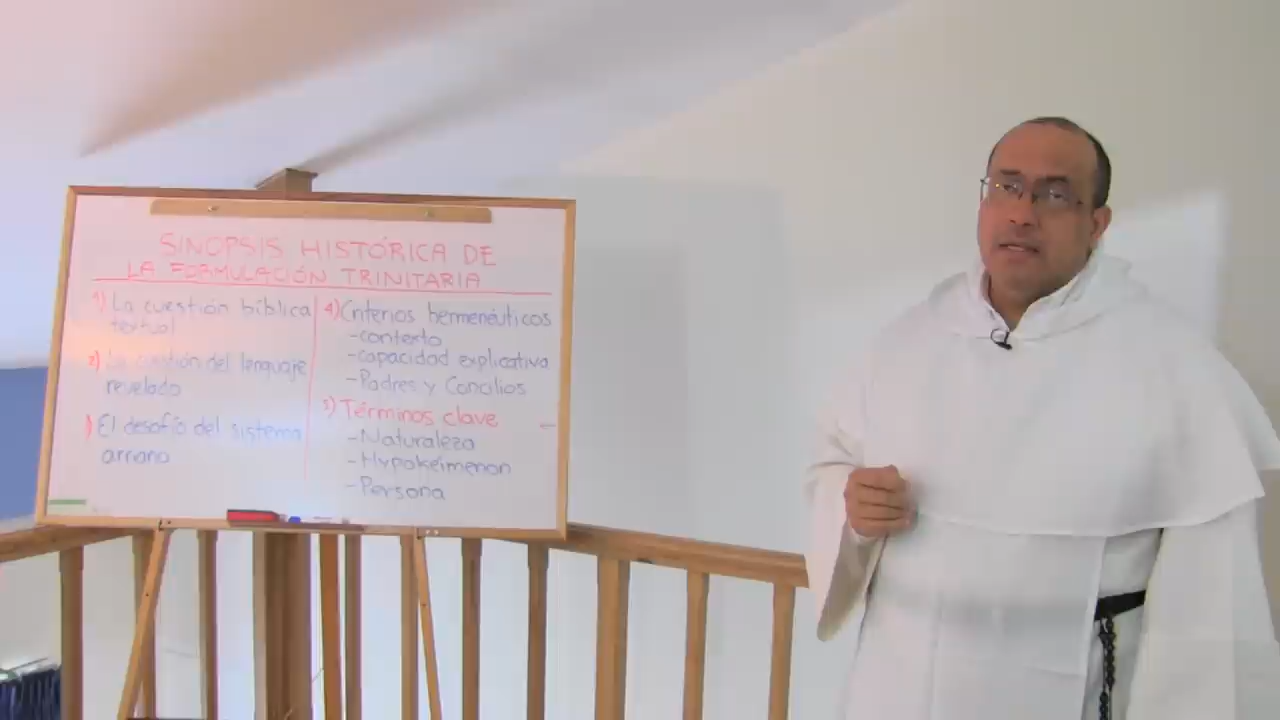 SINOPSIS HISTÓRICA DE
LA FORMULACIÓN TRINITARIA
1) La cuestión bíblica
textual
2) La cuestión del lenguaje
revelado
3) El desafío del sistema
arriano
4) Criterios hermenéuticos
-contexto
-capacidad explicativa
-Padres y Concilios
5) Términos clave
-Naturaleza
-Hypokeímenon
-Persona